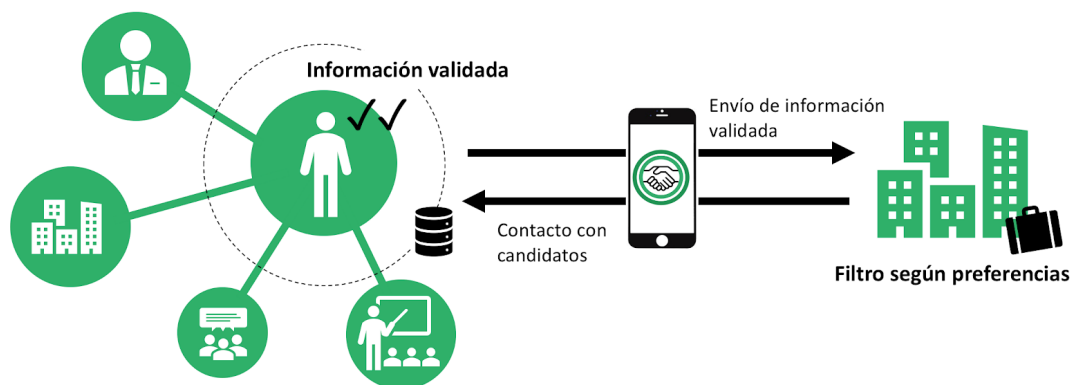 Información validada
Envío de información
validada
Contacto con
candidatos
Filtro según preferencias